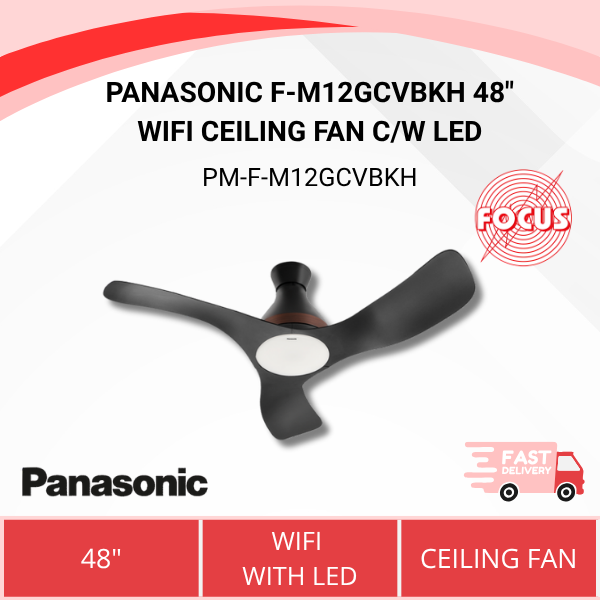 PANASONIC F-M12GCVBKH 48"
WIFI CEILING FAN C/W LED
PM-F-M12GCVBKH
FOCUS
FAST
DELIVERY
Panasonic
48"
WIFI
WITH LED
CEILING FAN